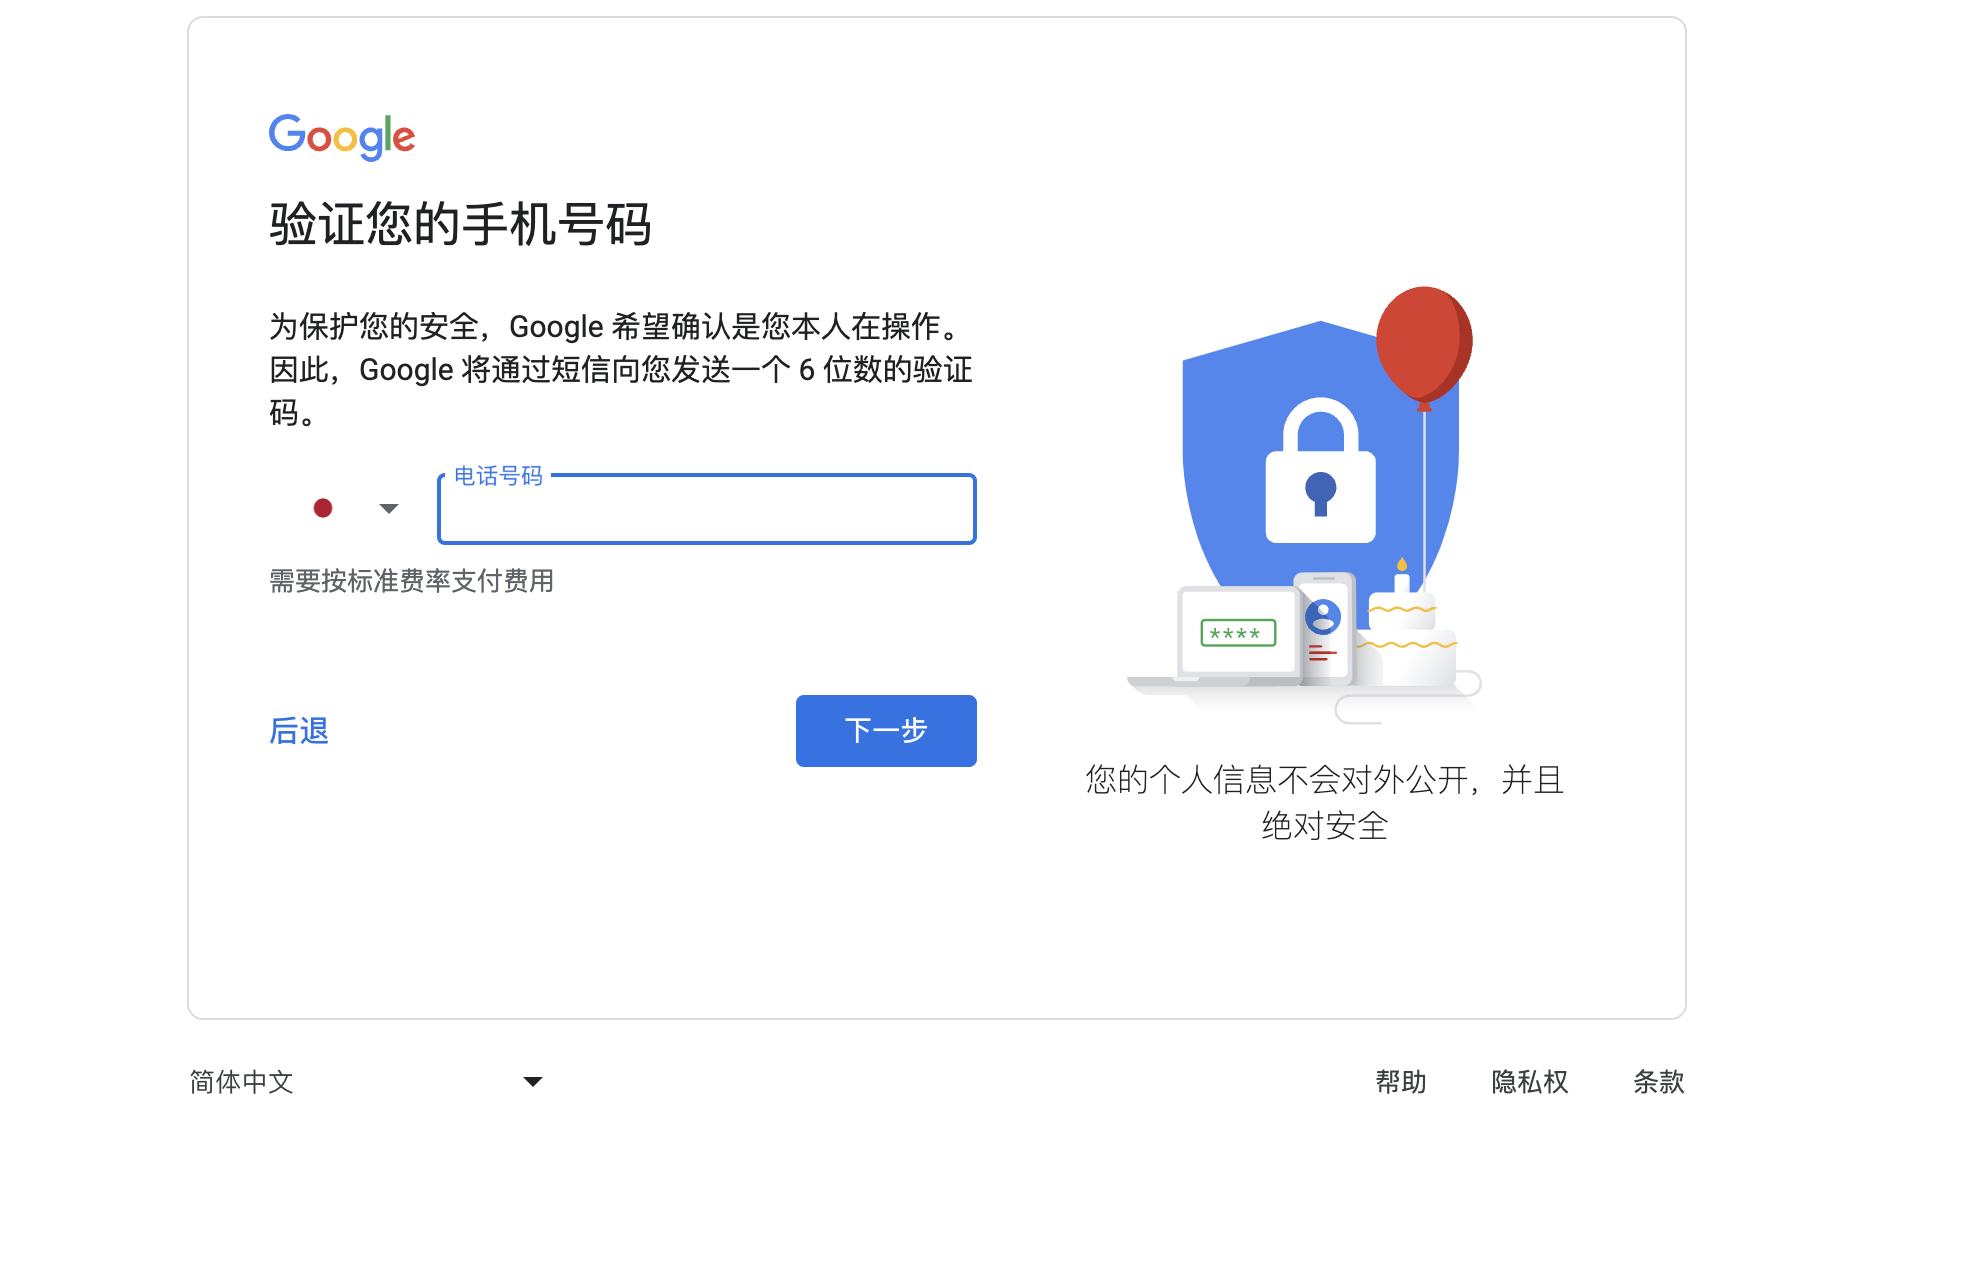 Google
验证您的手机号码
为保护您的安全，Google 希望确认是您本人在操作。
因此，Google 将通过短信向您发送一个 6 位数的验证
码。
电话号码
需要按标准费率支付费用
后退
下一步
****
您的个人信息不会对外公开，并且
绝对安全
简体中文
帮助
隐私权
条款